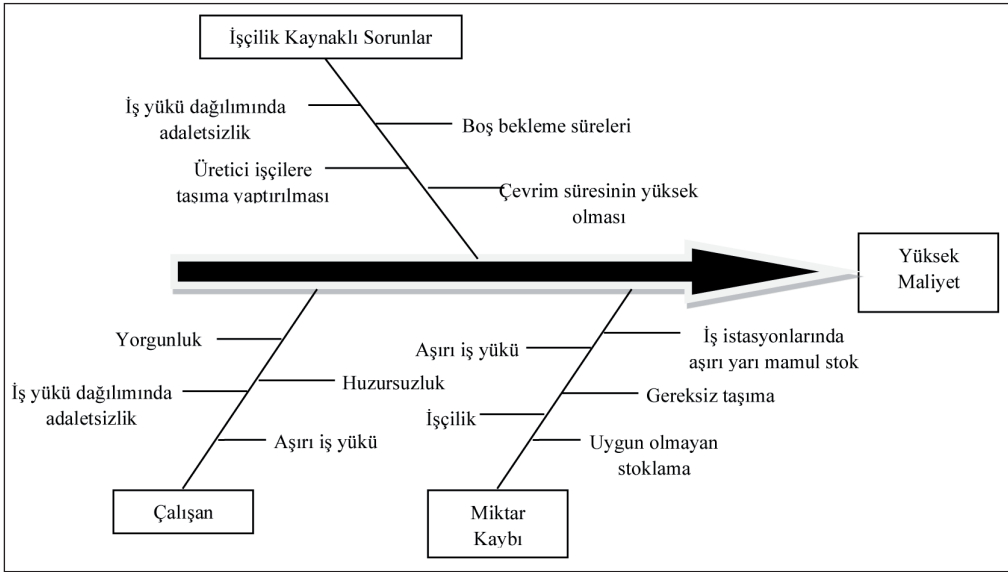 İşçilik Kaynaklı Sorunlar
İş yükü dağılımında
adaletsizlik
Boş bekleme süreleri
Üretici işçilere
taşıma yaptırılması
Çevrim süresinin yüksek
olması
Yüksek
Maliyet
Yorgunluk
Huzursuzluk
İş yükü dağılımında
adaletsizlik
Aşırı iş yükü
Çalışan
İş istasyonlarında
aşırı yarı mamul stok
Aşırı iş yükü
Gereksiz taşıma
İşçilik
Uygun olmayan
stoklama
Miktar
Kaybı